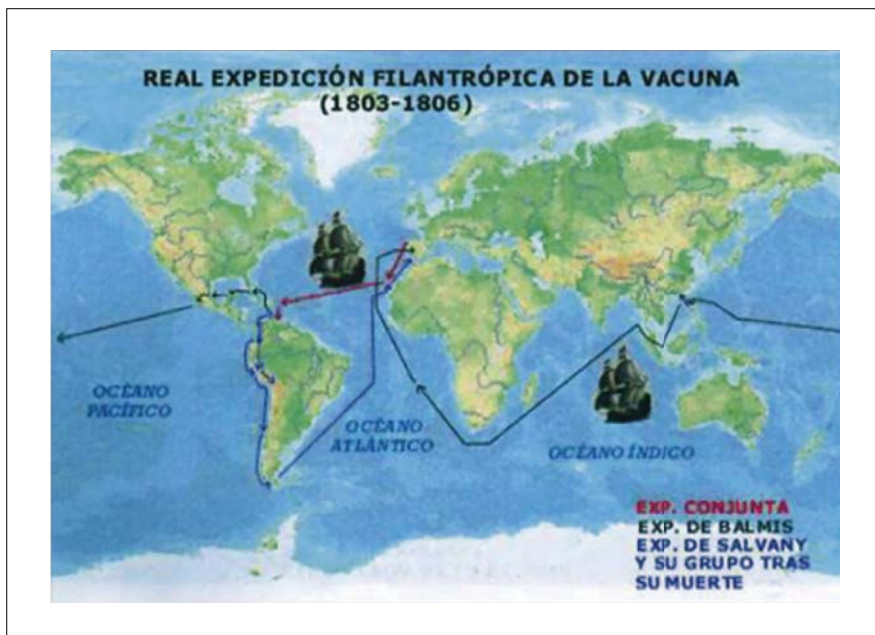 REAL EXPEDICIÓN FILANTRÓPICA DE LA VACUNA
(1803-1806)
OCÉANO
PACÍFICO
OCÉANO
ATLÀNTICO
OCÉANO ÍNDICO
EXP. CONJUNTA
EXP. DE BALMIS
EXP. DE SALVANY
Y SU GRUPO TRAS
SU MUERTE